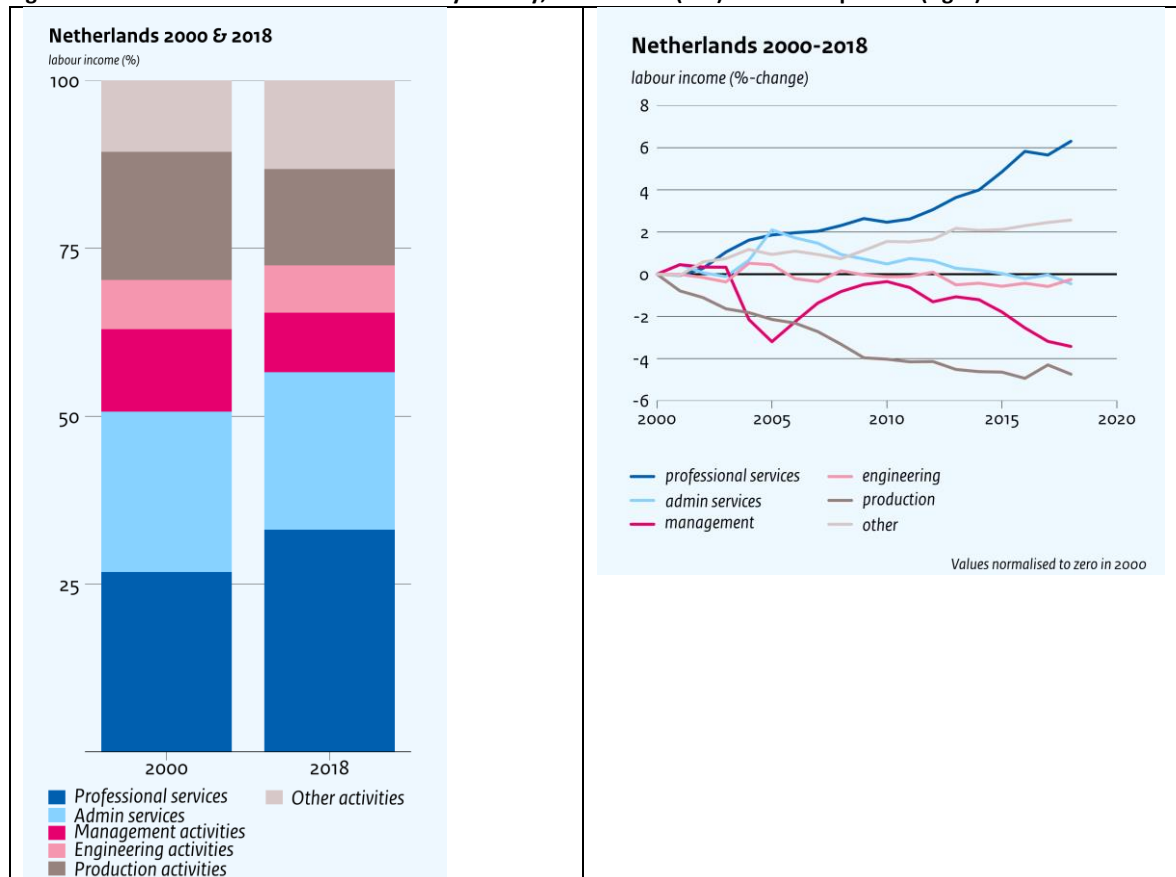 Netherlands 2000 & 2018
labour income (%)
100
75
50
25
2000 2018
Professional services Other activities
Admin services
Management activities
Engineering activities
Production activities
Netherlands 2000-2018
labour income (%-change)
8
6
4
2
0
-2
-4
-6
2000 2005 2010 2015 2020
professional services engineering
admin services production
management other
Values normalised to zero in 2000